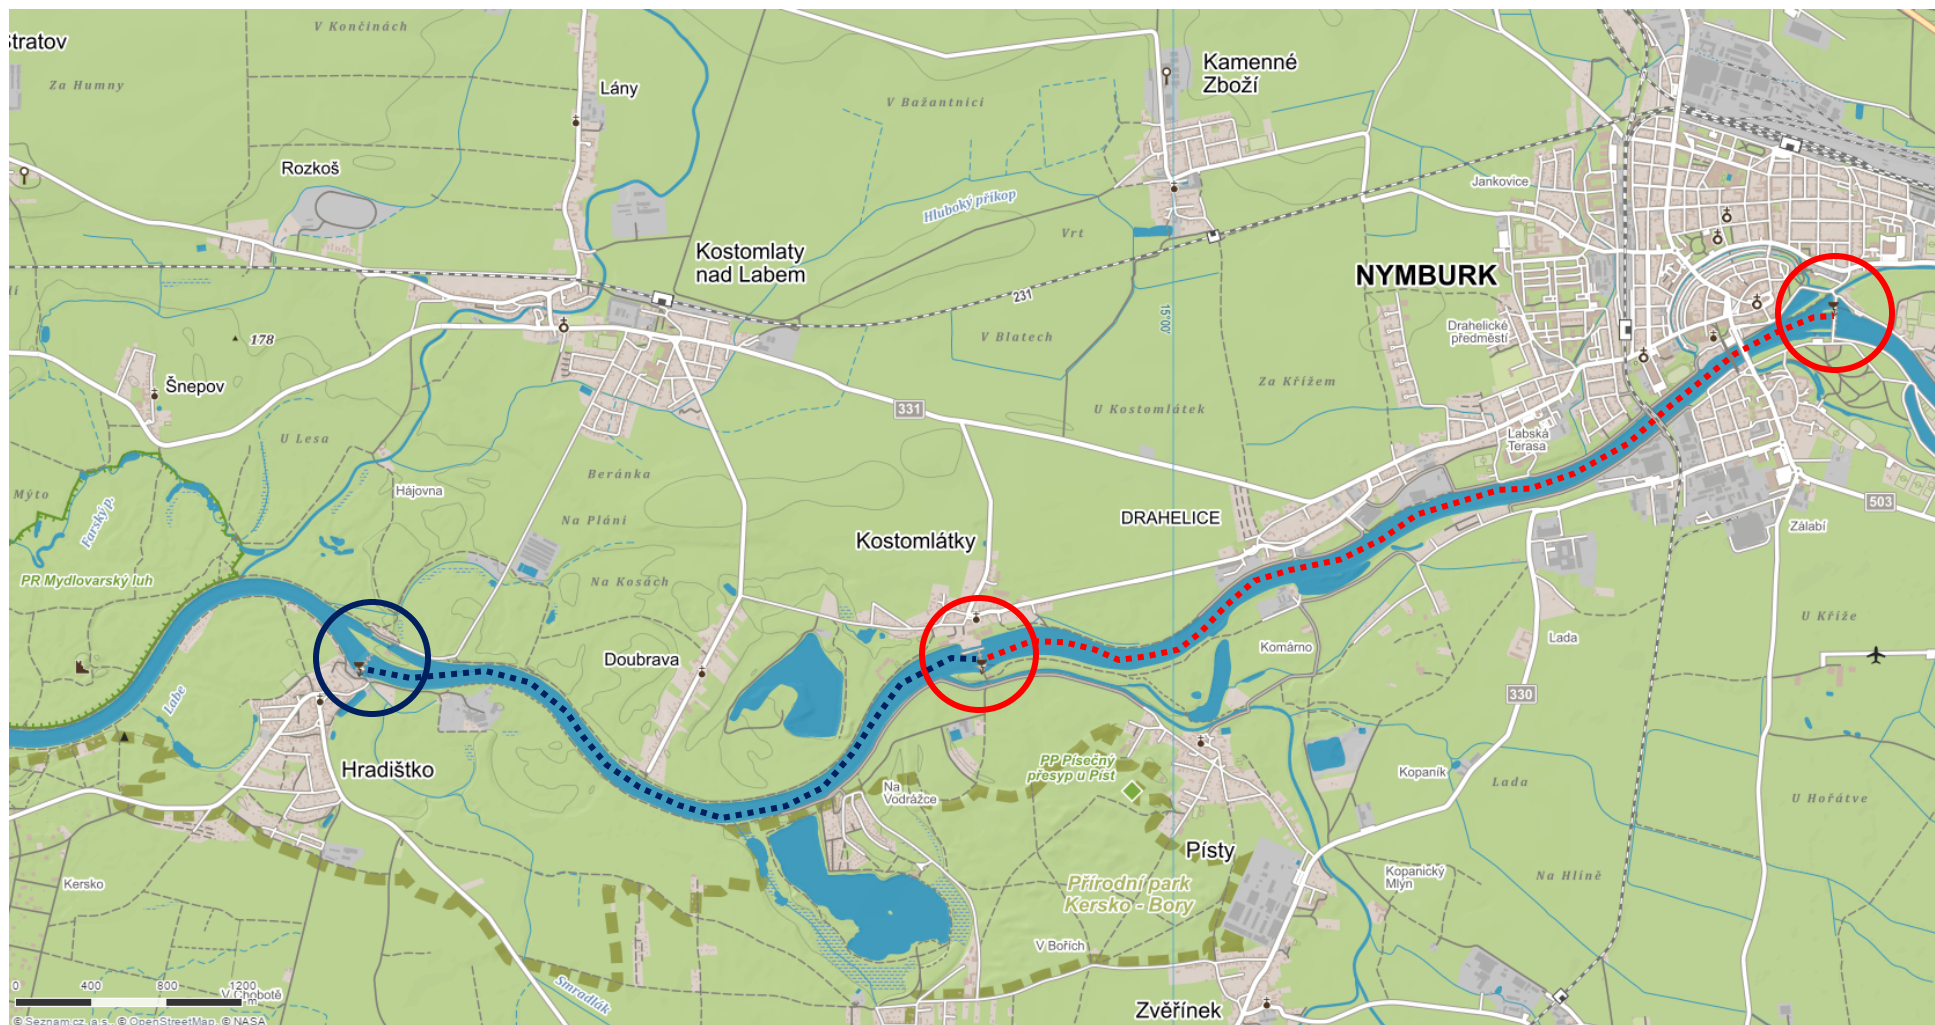 Stratov
V Končinách
Kamenné
Zboží
Za Humny
Lány
V Bažantnici
Rozkoš
Jankovice
Hluboký příkop
Vrt
Kostomlaty
nad Labem
NYMBURK
231
15°00'
178
V Blatech
Drahelické
předměstí
Šnepov
Za Křížem
331
U Kostomlátek
U Lesa
Labská
Terasa
Beránka
Mýto
Hájovna
503
Farský p.
Na Pláni
DRAHELICE
Zálabí
Kostomlátky
PR Mydlovarský luh
Na Kosách
U Kříže
Lada
Komárno
Doubrava
Labe
330
Hradištko
PP Písečný
přesyp u Píst
Kopaník
Lada
Na
Vodrážce
U Hořátve
Písty
Kersko
Přírodní park
Kersko - Bory
Kopanický
Mlýn
Na Hlíně
V Bořích
Smradlák
0 400 800 1200
m
V Chobotě
Zvěřínek
© Seznam.cz, a.s., © OpenStreetMap, © NASA